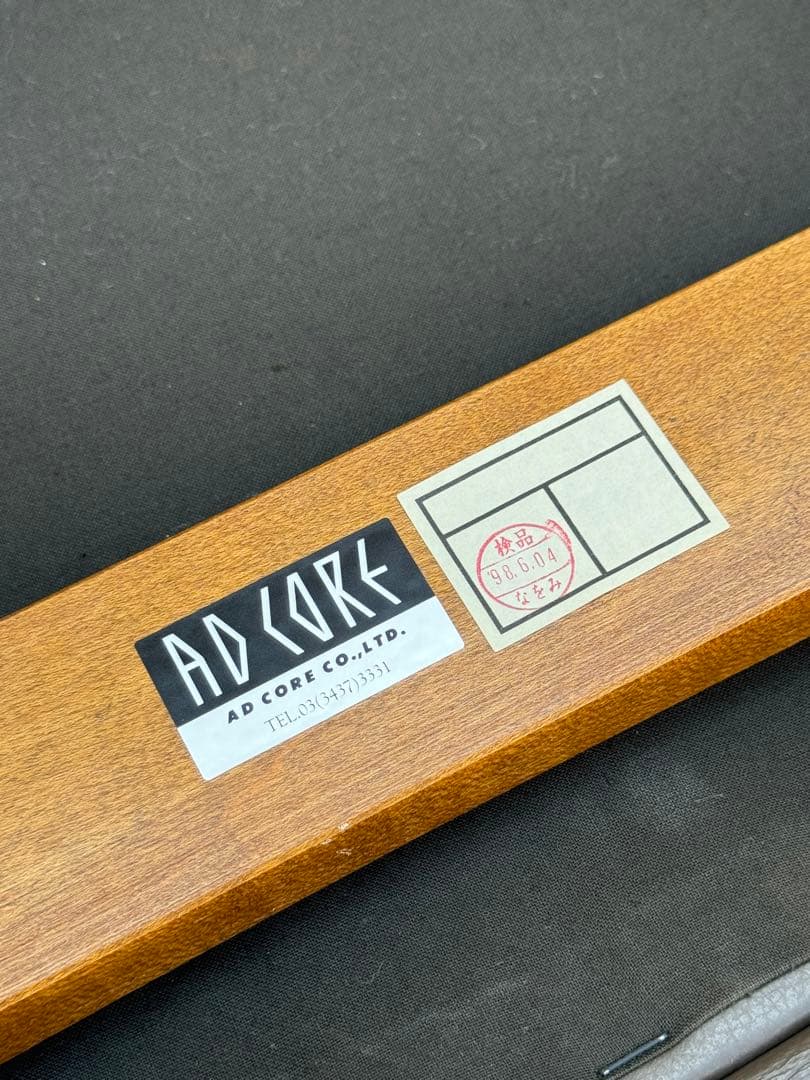 AD CORE
AD CORE CO.,LTD.
TEL.03(3437)3331
検品
'98.6.04
なをみ